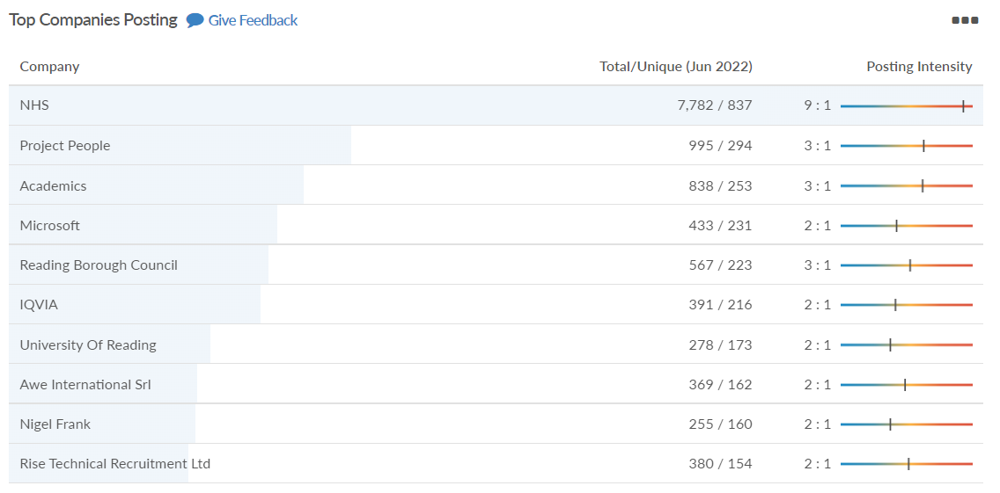 Top Companies Posting Give Feedback
Company Total/Unique (Jun 2022) Posting Intensity
NHS 7,782 / 837 9 : 1
Project People 995 / 294 3 : 1
Academics 838 / 253 3 : 1
Microsoft 433 / 231 2 : 1
Reading Borough Council 567 / 223 3 : 1
IQVIA 391 / 216 2 : 1
University Of Reading 278 / 173 2 : 1
Awe International Srl 369 / 162 2 : 1
Nigel Frank 255 / 160 2 : 1
Rise Technical Recruitment Ltd 380 / 154 2 : 1